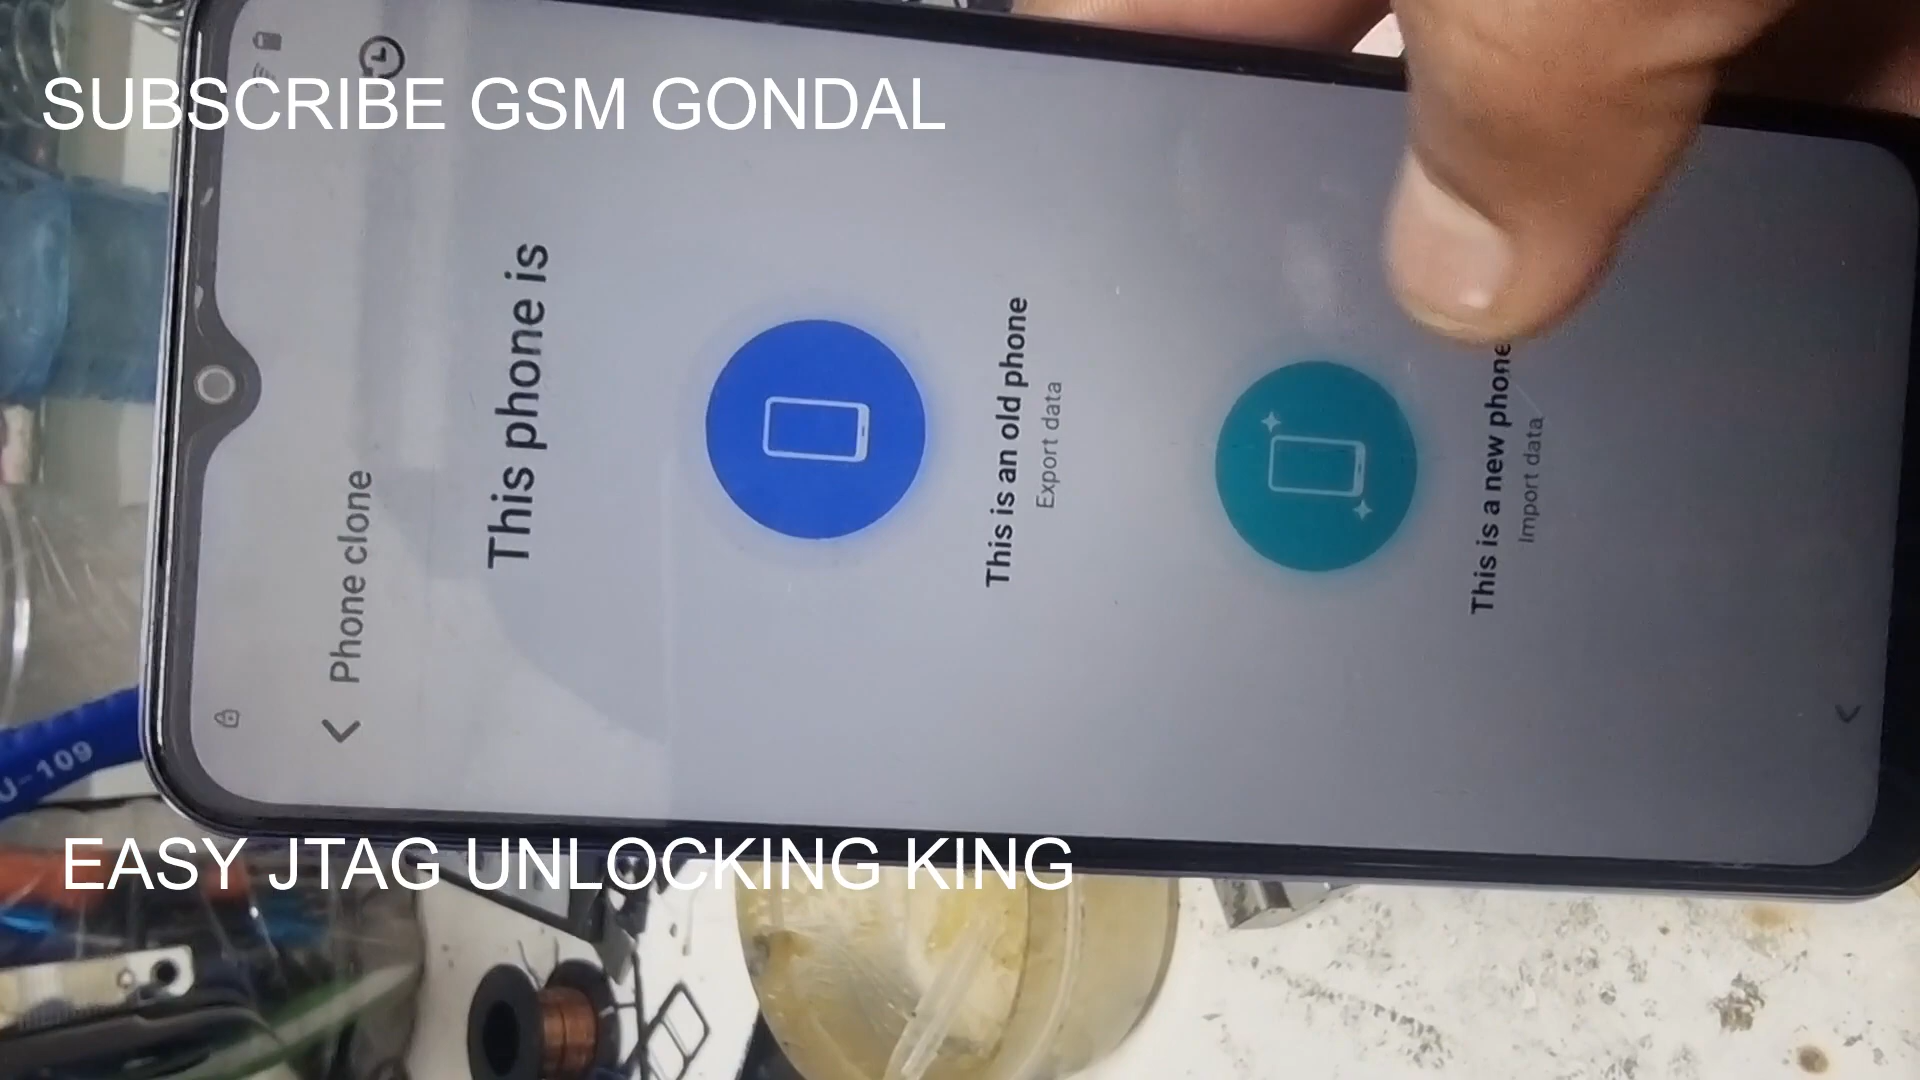 SUBSCRIBE GSM GONDAL
Phone clone
This phone is
This is an old phone
Export data
This is a new phone
Import data
U-109
EASY JTAG UNLOCKING KING